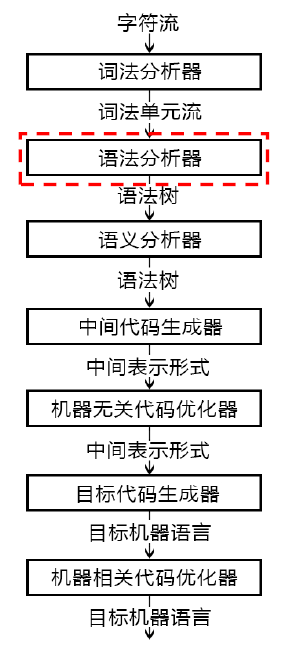 字符流
词法分析器
词法单元流
语法分析器
语法树
语义分析器
语法树
中间代码生成器
中间表示形式
机器无关代码优化器
中间表示形式
目标代码生成器
目标机器语言
机器相关代码优化器
目标机器语言